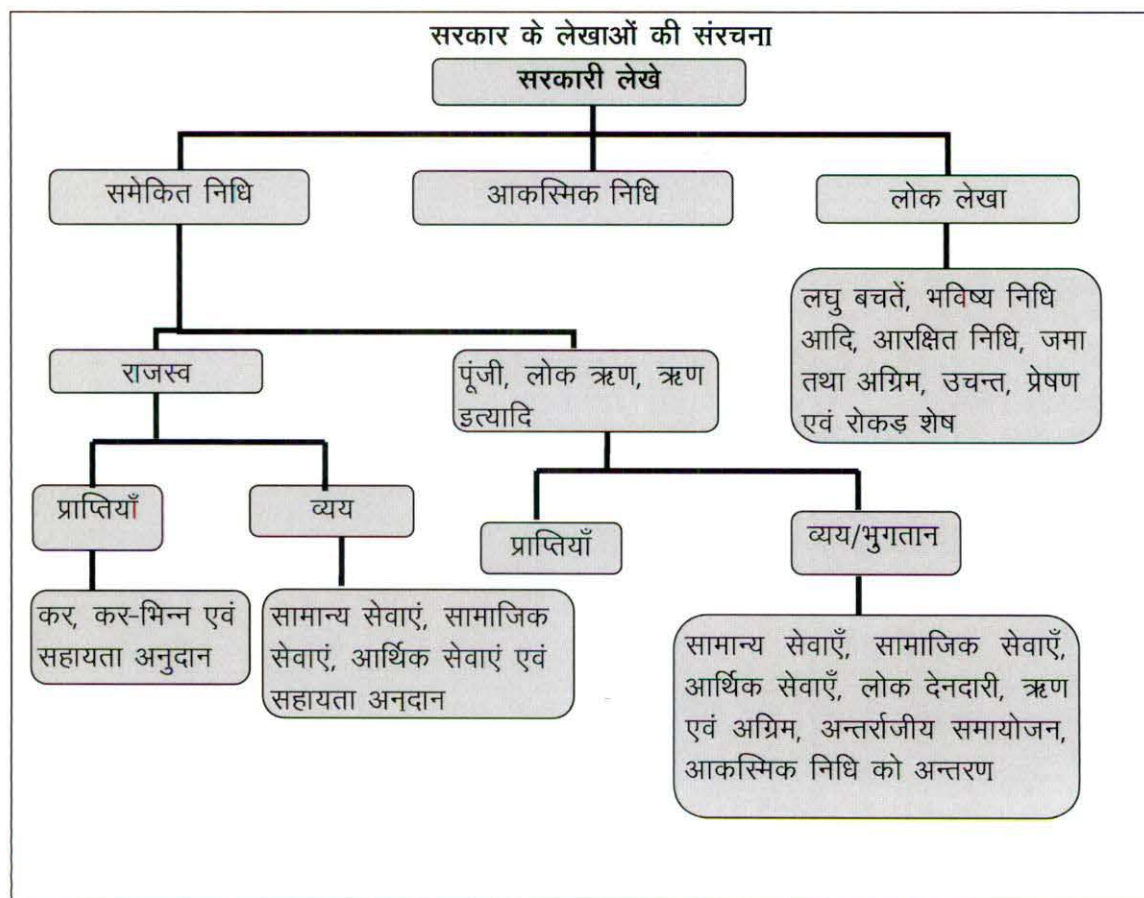 सरकार के लेखाओं की संरचना
सरकारी लेखे
समेकित निधि
आकस्मिक निधि
लोक लेखा
लघु बचतें, भविष्य निधि
आदि, आरक्षित निधि, जमा
तथा अग्रिम, उचन्त, प्रेषण
एवं रोकड़ शेष
राजस्व
पूंजी, लोक ऋण, ऋण
इत्यादि
प्राप्तियाँ
व्यय
प्राप्तियाँ
व्यय/भुगतान
कर, कर-भिन्न एवं
सहायता अनुदान
सामान्य सेवाएं, सामाजिक
सेवाएं, आर्थिक सेवाएं एवं
सहायता अनदान
सामान्य सेवाएँ, सामाजिक सेवाएँ,
आर्थिक सेवाएँ, लोक देनदारी, ऋण
एवं अग्रिम, अन्तर्राजीय समायोजन,
आकस्मिक निधि को अन्तरण